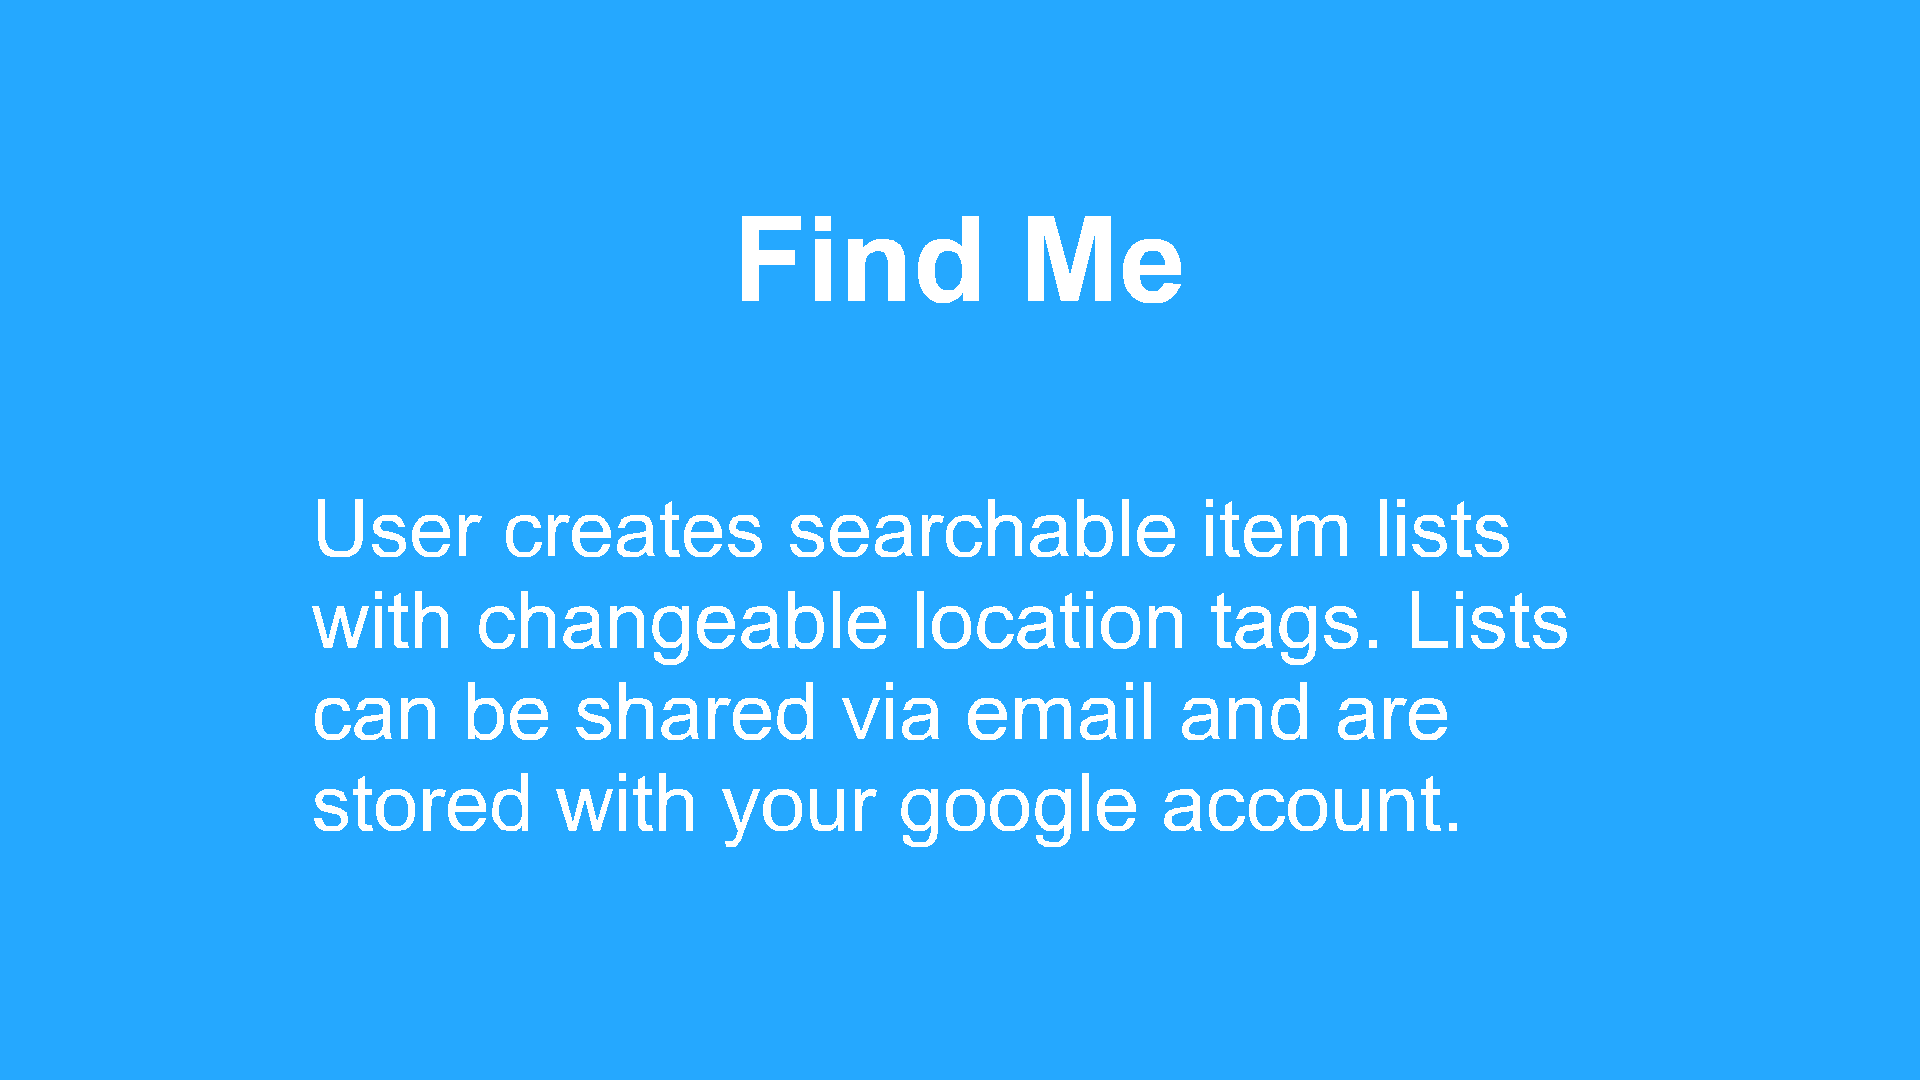 Find Me
User creates searchable item lists
with changeable location tags. Lists
can be shared via email and are
stored with your google account.